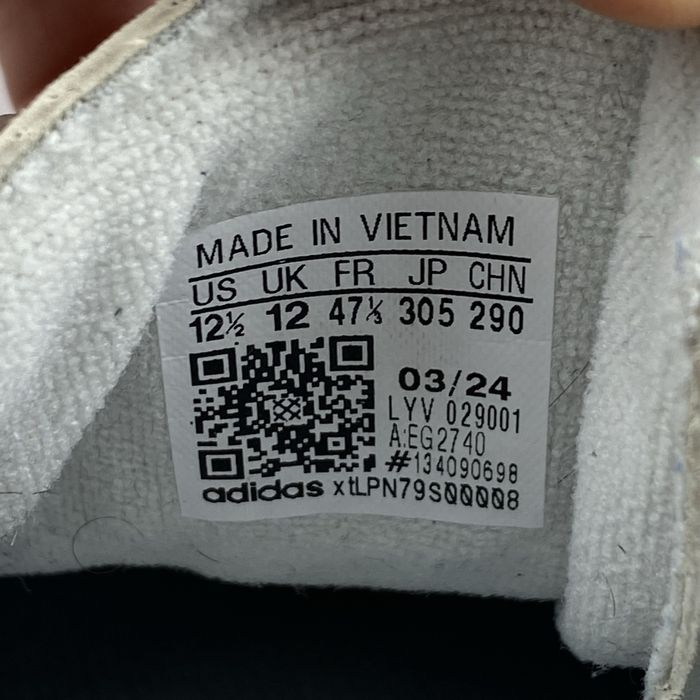 MADE IN VIETNAM
US UK FR JP CHN
12½ 12 47⅓ 305 290
03/24
LYV 029001
A:EG2740
#134090698
adidas xtLPN79S00008